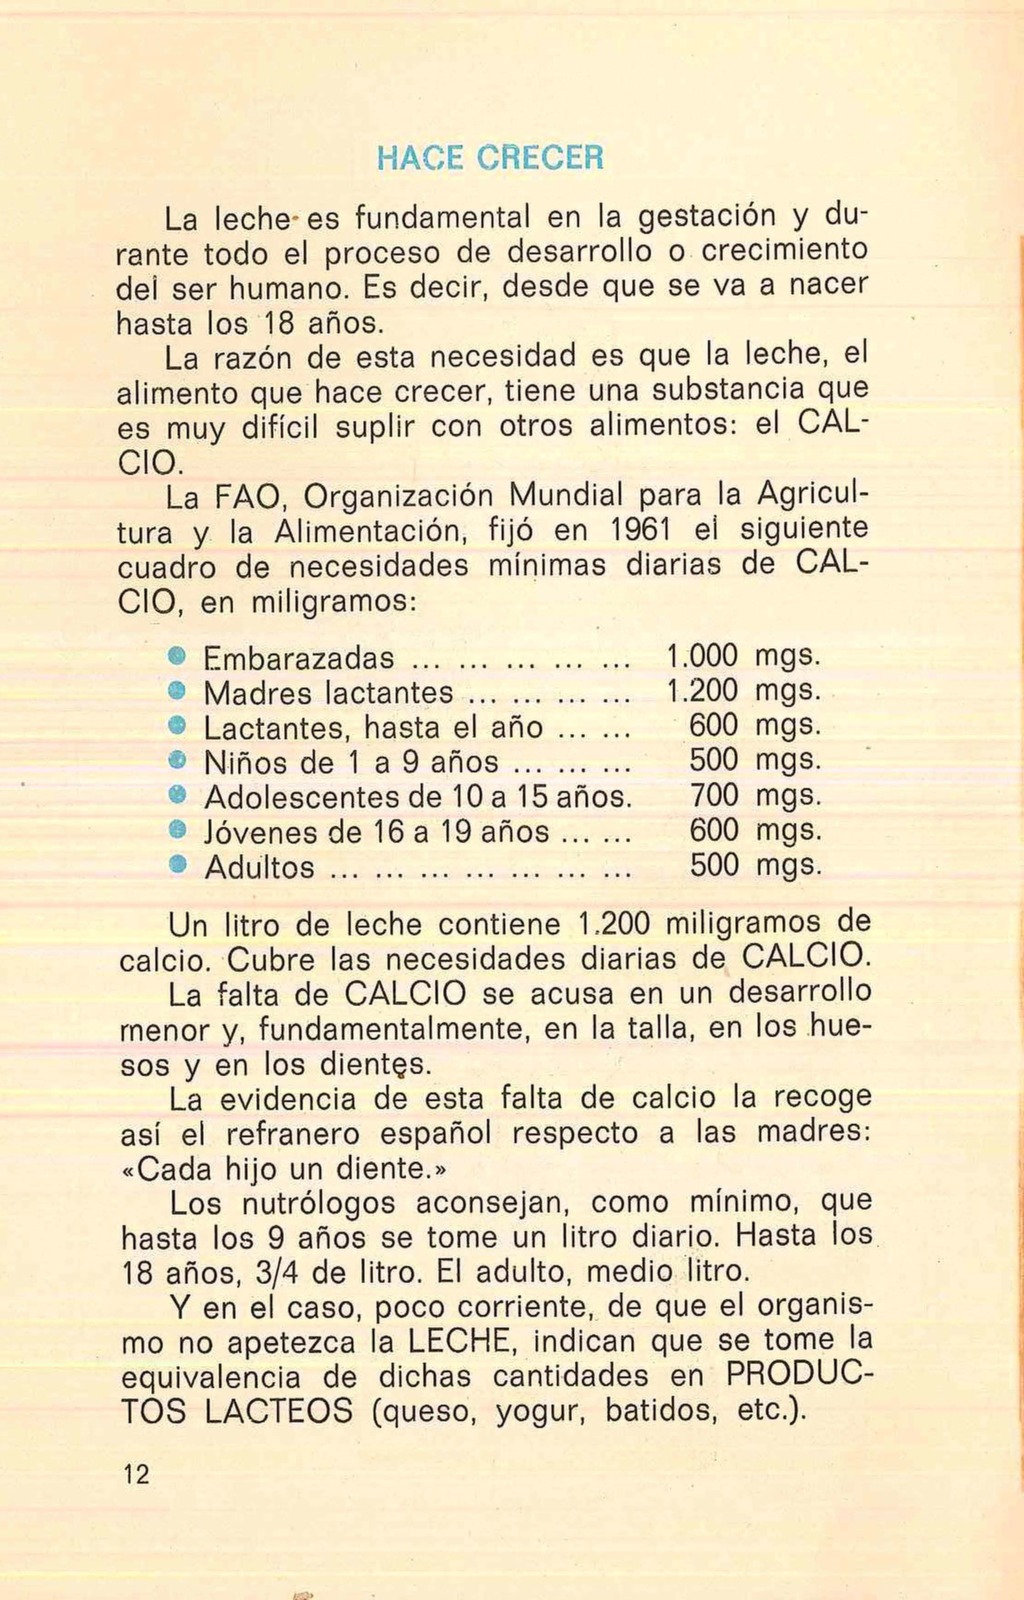 HACE CRECER
La leche es fundamental en la gestación y du-
rante todo el proceso de desarrollo o crecimiento
del ser humano. Es decir, desde que se va a nacer
hasta los 18 años.
La razón de esta necesidad es que la leche, el
alimento que hace crecer, tiene una substancia que
es muy difícil suplir con otros alimentos: el CAL-
CIO.
La FAO, Organización Mundial para la Agricul-
tura y la Alimentación, fijó en 1961 el siguiente
cuadro de necesidades mínimas diarias de CAL-
CIO, en miligramos:
• Embarazadas ... ... ... ... ... 1.000 mgs.
• Madres lactantes ... ... ... ... 1.200 mgs.
• Lactantes, hasta el año ... ... 600 mgs.
• Niños de 1 a 9 años ... ... ... 500 mgs.
• Adolescentes de 10 a 15 años. 700 mgs.
• Jóvenes de 16 a 19 años ... ... 600 mgs.
• Adultos ... ... ... ... ... ... ... 500 mgs.
Un litro de leche contiene 1.200 miligramos de
calcio. Cubre las necesidades diarias de CALCIO.
La falta de CALCIO se acusa en un desarrollo
menor y, fundamentalmente, en la talla, en los hue-
sos y en los dientes.
La evidencia de esta falta de calcio la recoge
así el refranero español respecto a las madres:
«Cada hijo un diente.»
Los nutrólogos aconsejan, como mínimo, que
hasta los 9 años se tome un litro diario. Hasta los
18 años, 3/4 de litro. El adulto, medio litro.
Y en el caso, poco corriente, de que el organis-
mo no apetezca la LECHE, indican que se tome la
equivalencia de dichas cantidades en PRODUC-
TOS LACTEOS (queso, yogur, batidos, etc.).
12